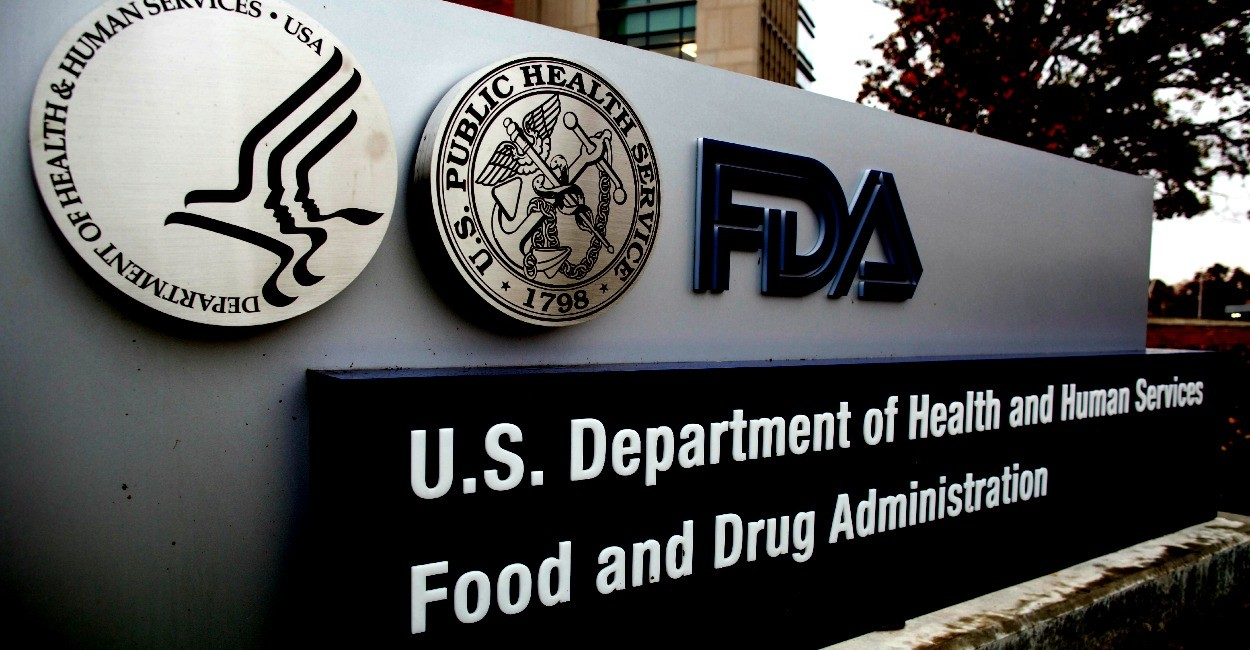 DEPARTMENT OF HEALTH & HUMAN SERVICES • USA
U.S. PUBLIC HEALTH SERVICE
1798
FDA
U.S. Department of Health and Human Services
Food and Drug Administration